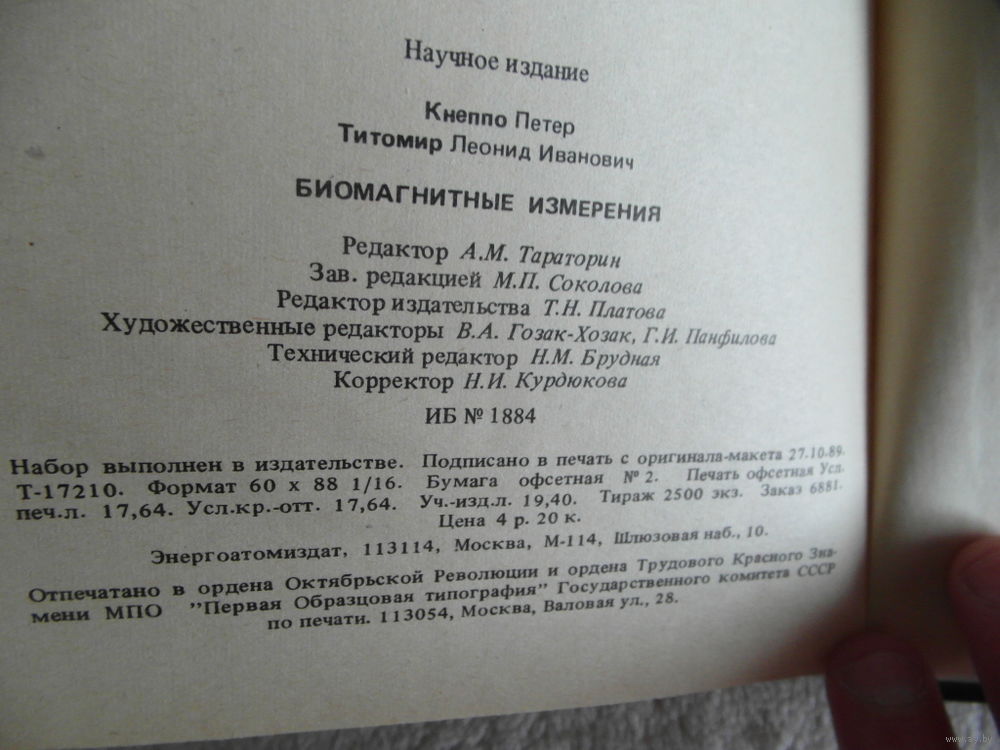 Научное издание
Кнеппо Петер
Титомир Леонид Иванович
БИОМАГНИТНЫЕ ИЗМЕРЕНИЯ
Редактор А.М. Тараторин
Зав. редакцией М.П. Соколова
Редактор издательства Т.Н. Платова
Художественные редакторы В.А. Гозак-Хозак, Г.И. Панфилова
Технический редактор Н.М. Брудная
Корректор Н.И. Курдюкова
ИБ № 1884
Набор выполнен в издательстве. Подписано в печать с оригинала-макета 27.10.89.
Т-17210. Формат 60 х 88 1/16. Бумага офсетная № 2. Печать офсетная Усл.
печ.л. 17,64. Усл.кр.-отт. 17,64. Уч.-изд.л. 19,40. Тираж 2500 экз. Заказ 6881.
Цена 4 р. 20 к.
Энергоатомиздат, 113114, Москва, М-114, Шлюзовая наб., 10.
Отпечатано в ордена Октябрьской Революции и ордена Трудового Красного Зна-
мени МПО "Первая Образцовая типография" Государственного комитета СССР
по печати. 113054, Москва, Валовая ул., 28.
www.ay.by